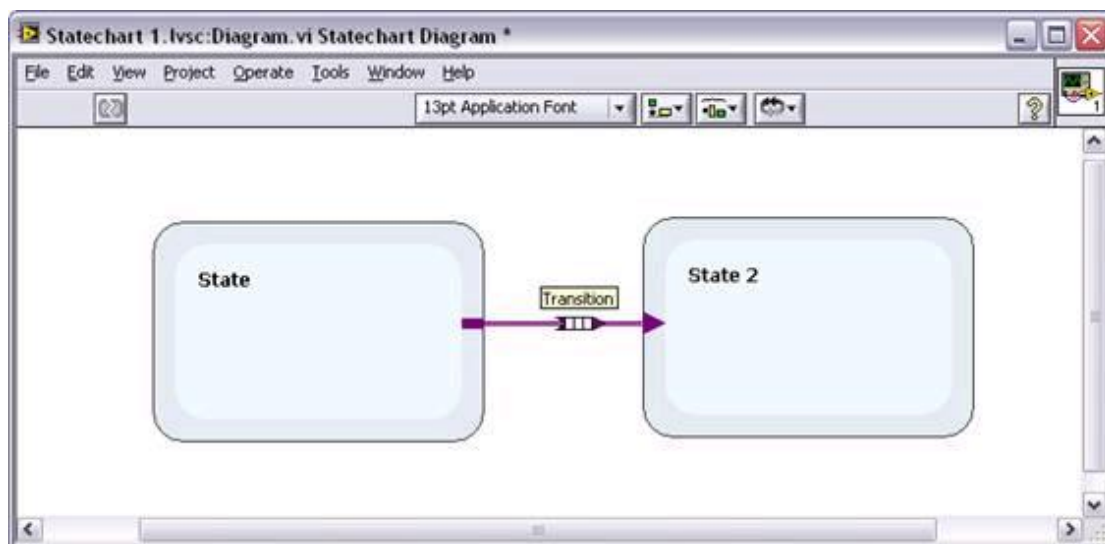 Statechart 1.lvsc:Diagram.vi Statechart Diagram *
File Edit View Project Operate Tools Window Help
13pt Application Font
1
State
State 2
Transition